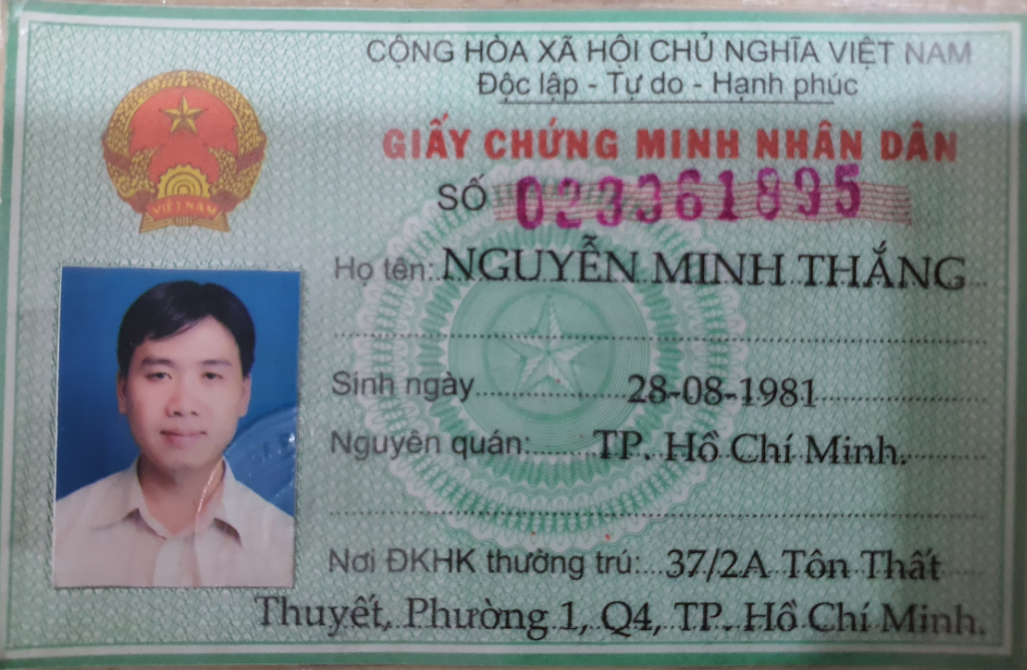 CỘNG HÒA XÃ HỘI CHỦ NGHĨA VIỆT NAM
Độc lập - Tự do - Hạnh phúc
GIẤY CHỨNG MINH NHÂN DÂN
SỐ 023361895
VIỆT NAM
Họ tên: NGUYỄN MINH THẮNG
Sinh ngày 28-08-1981
Nguyên quán: TP. Hồ Chí Minh.
Nơi ĐKHK thường trú: 37/2A Tôn Thất
Thuyết, Phường 1, Q4, TP. Hồ Chí Minh.